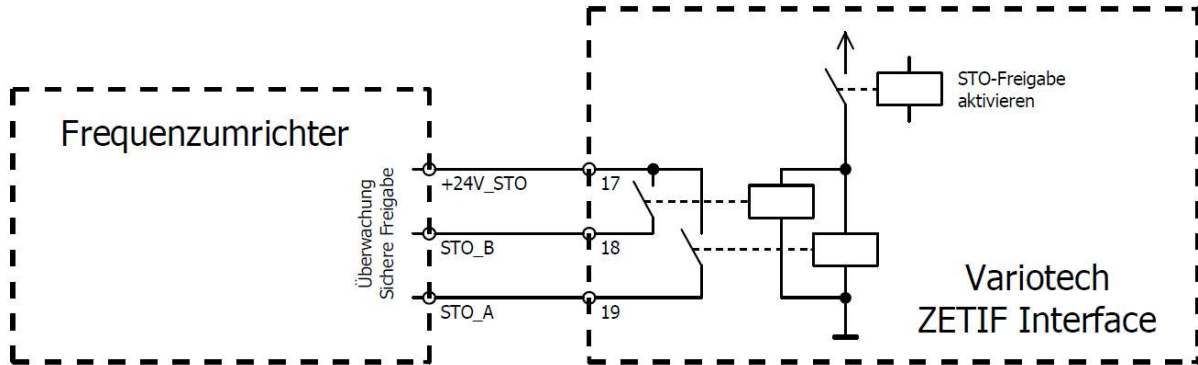 Frequenzumrichter
Überwachung
Sichere Freigabe
+24V_STO
STO_B
STO_A
17
18
19
STO-Freigabe
aktivieren
Variotech
ZETIF Interface